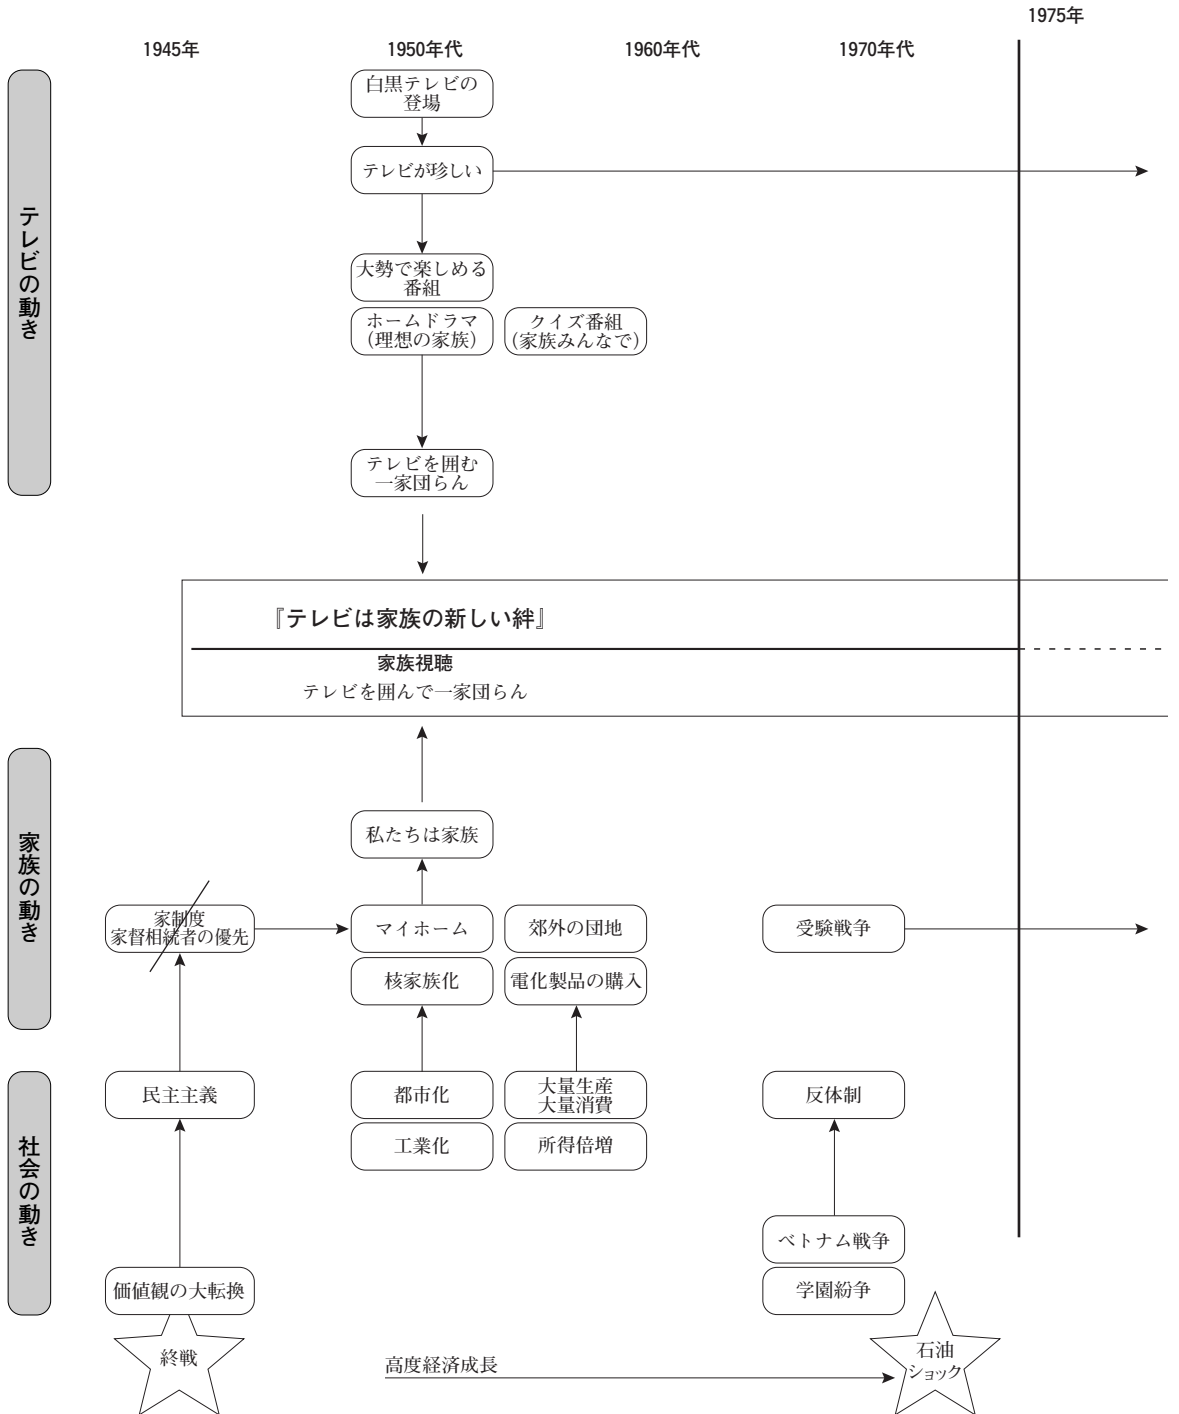 1975年
1945年
1950年代
1960年代
1970年代
テレビの動き
白黒テレビの
登場
テレビが珍しい
大勢で楽しめる
番組
ホームドラマ
(理想の家族)
クイズ番組
(家族みんなで)
テレビを囲む
一家団らん
『テレビは家族の新しい絆』
家族視聴
テレビを囲んで一家団らん
家族の動き
私たちは家族
家制度
家督相続者の優先
マイホーム
郊外の団地
受験戦争
核家族化
電化製品の購入
社会の動き
民主主義
都市化
大量生産
大量消費
反体制
工業化
所得倍増
ベトナム戦争
価値観の大転換
学園紛争
終戦
高度経済成長
石油
ショック